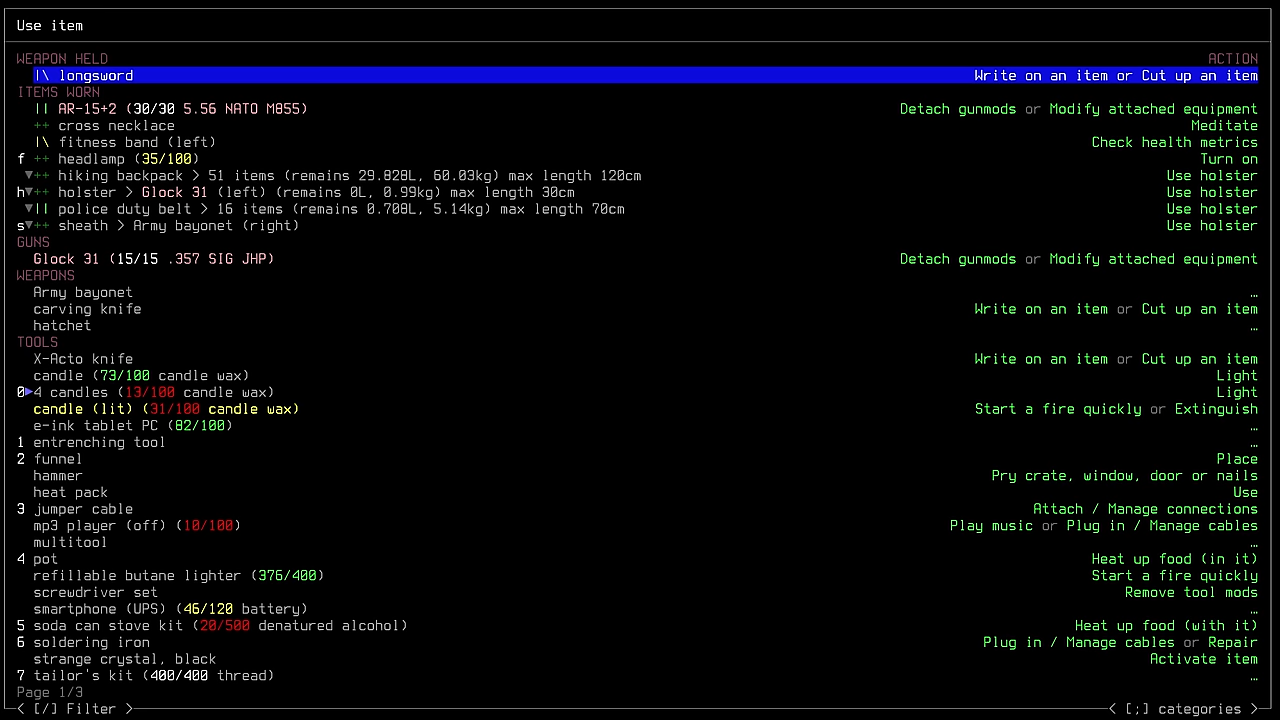 Use item
WEAPON HELD ACTION
|\ longsword Write on an item or Cut up an item
ITEMS WORN
|| AR-15+2 (30/30 5.56 NATO M855) Detach gunmods or Modify attached equipment
++ cross necklace Meditate
|\ fitness band (left) Check health metrics
f ++ headlamp (35/100) Turn on
▼++ hiking backpack > 51 items (remains 29.828L, 60.03kg) max length 120cm Use holster
h▼++ holster > Glock 31 (left) (remains 0L, 0.99kg) max length 30cm Use holster
▼|| police duty belt > 16 items (remains 0.708L, 5.14kg) max length 70cm Use holster
s▼++ sheath > Army bayonet (right) Use holster
GUNS
Glock 31 (15/15 .357 SIG JHP) Detach gunmods or Modify attached equipment
WEAPONS
Army bayonet …
carving knife Write on an item or Cut up an item
hatchet …
TOOLS
X-Acto knife Write on an item or Cut up an item
candle (73/100 candle wax) Light
0▶4 candles (13/100 candle wax) Light
candle (lit) (31/100 candle wax) Start a fire quickly or Extinguish
e-ink tablet PC (82/100) …
1 entrenching tool …
2 funnel Place
hammer Pry crate, window, door or nails
heat pack Use
3 jumper cable Attach / Manage connections
mp3 player (off) (10/100) Play music or Plug in / Manage cables
multitool …
4 pot Heat up food (in it)
refillable butane lighter (376/400) Start a fire quickly
screwdriver set Remove tool mods
smartphone (UPS) (46/120 battery) …
5 soda can stove kit (20/500 denatured alcohol) Heat up food (with it)
6 soldering iron Plug in / Manage cables or Repair
strange crystal, black Activate item
7 tailor's kit (400/400 thread) …
Page 1/3
< [/] Filter > < [;] categories >